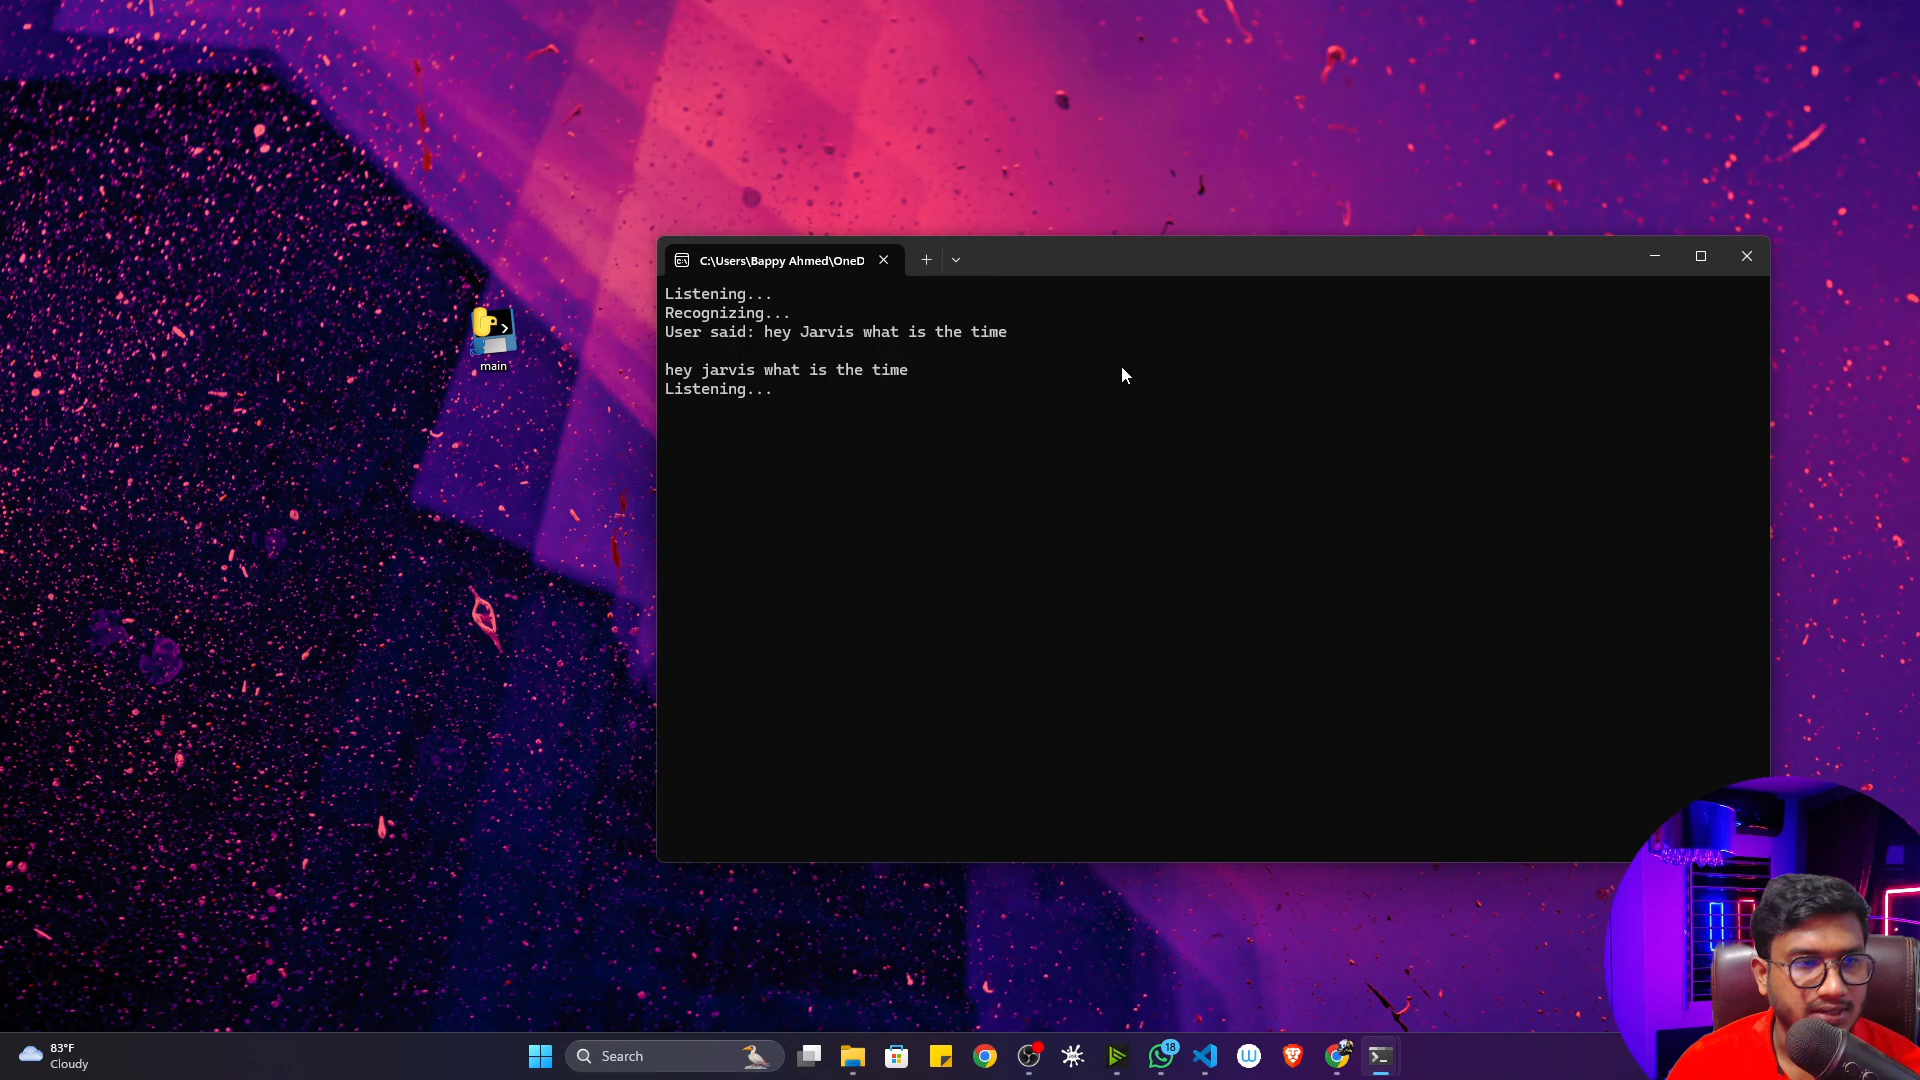 C:\Users\Bappy Ahmed\OneD
Listening...
Recognizing...
User said: hey Jarvis what is the time
hey jarvis what is the time
Listening...
main
83°F
Cloudy
Search
18